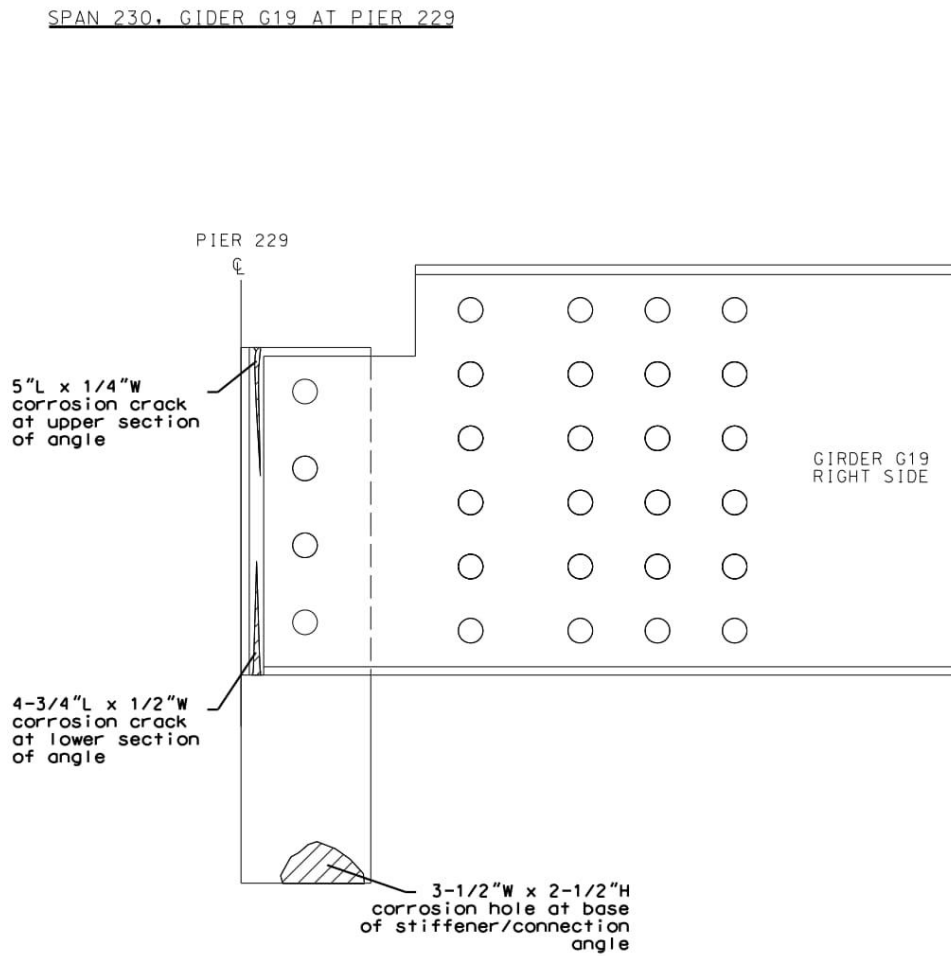 SPAN 230, GIDER G19 AT PIER 229
PIER 229
℄
5"L x 1/4"W
corrosion crack
at upper section
of angle
GIRDER G19
RIGHT SIDE
4-3/4"L x 1/2"W
corrosion crack
at lower section
of angle
3-1/2"W x 2-1/2"H
corrosion hole at base
of stiffener/connection
angle